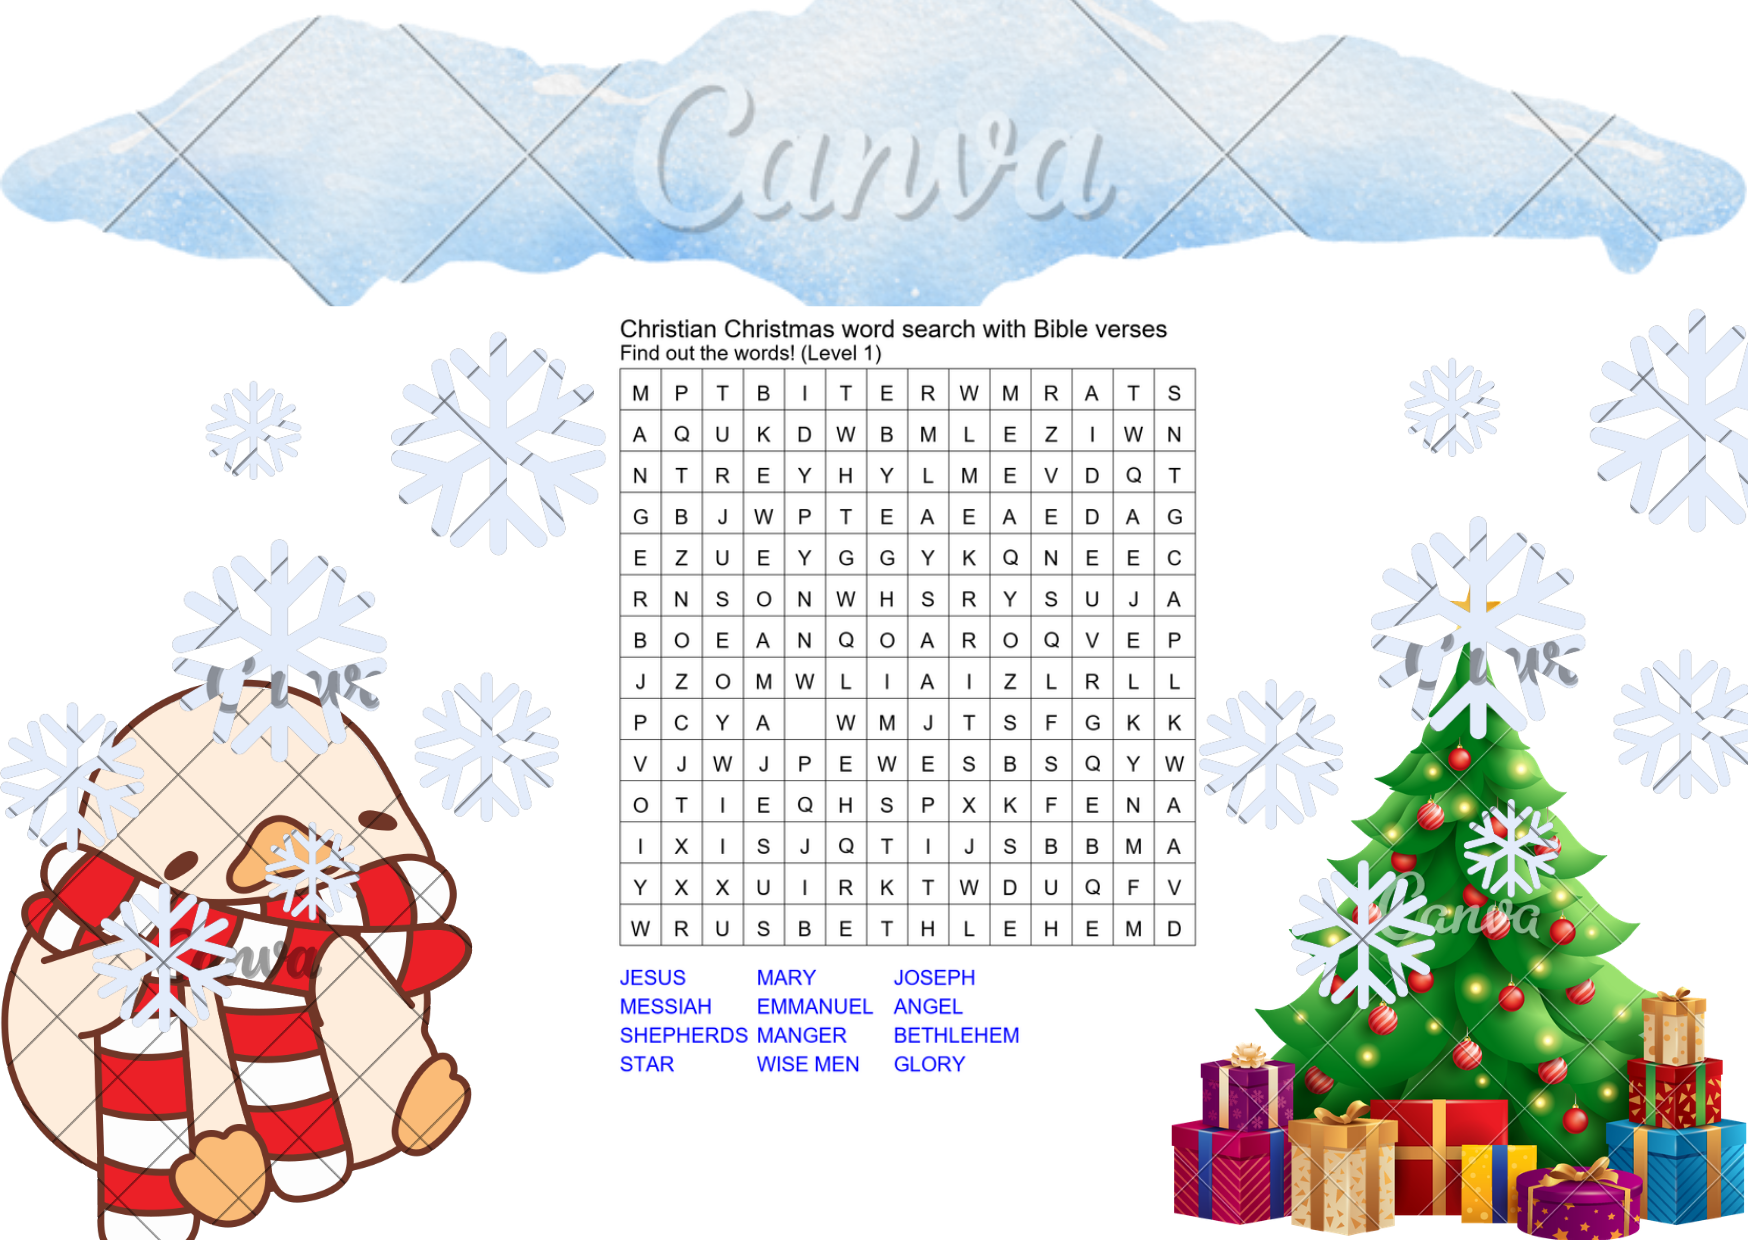 Canva
Christian Christmas word search with Bible verses
Find out the words! (Level 1)
M P T B I T E R W M R A T S
A Q U K D W B M L E Z I W N
N T R E Y H Y L M E V D Q T
G B J W P T E A E A E D A G
E Z U E Y G G Y K Q N E E C
R N S O N W H S R Y S U J A
B O E A N Q O A R O Q V E P
J Z O M W L I A I Z L R L L
P C Y A W M J T S F G K K
V J W J P E W E S B S Q Y W
O T I E Q H S P X K F E N A
I X I S J Q T I J S B B M A
Y X X U I R K T W D U Q F V
W R U S B E T H L E H E M D
JESUS MARY JOSEPH
MESSIAH EMMANUEL ANGEL
SHEPHERDS MANGER BETHLEHEM
STAR WISE MEN GLORY
Canva
Canva